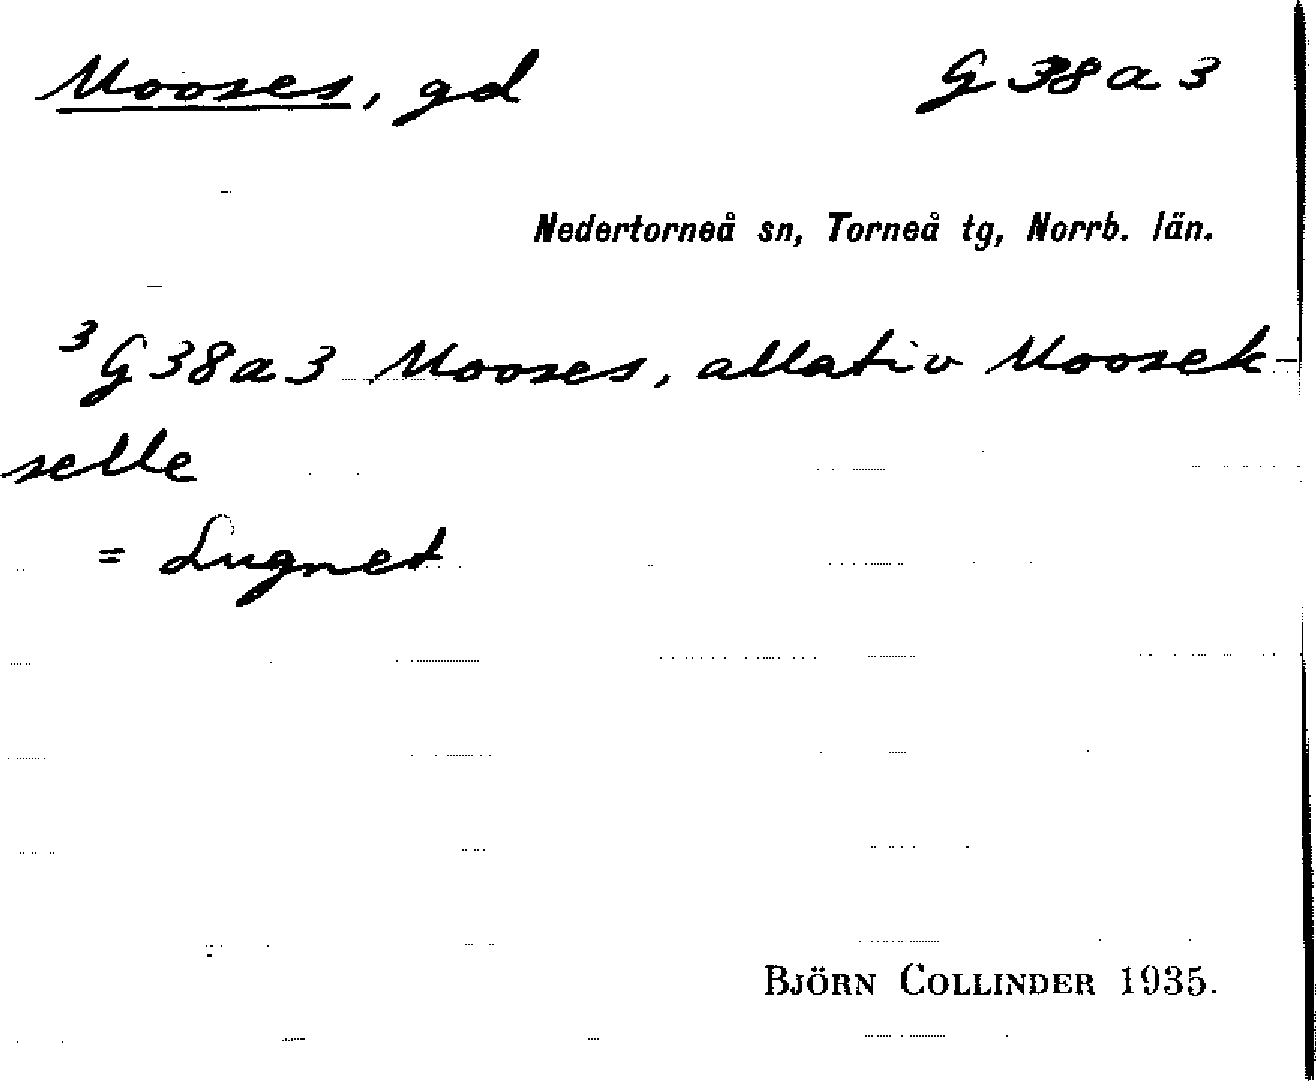 Mooses, gd G 38 a 3
Nedertorneå sn, Torneå tg, Norrb. län.
³G 38 a 3 Mooses, allativ Moosek-
selle
= Lugnet
BJÖRN COLLINDER 1935.